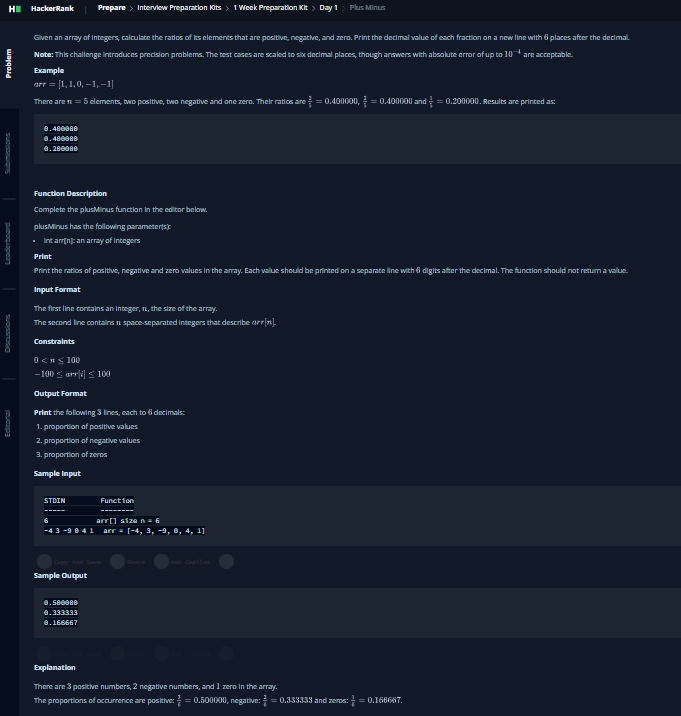 HackerRank | Prepare > Interview Preparation Kits > 1 Week Preparation Kit > Day 1 > Plus Minus
Problem
Submissions
Leaderboard
Discussions
Editorial
Given an array of integers, calculate the ratios of its elements that are positive, negative, and zero. Print the decimal value of each fraction on a new line with 6 places after the decimal.
Note: This challenge introduces precision problems. The test cases are scaled to six decimal places, though answers with absolute error of up to 10⁻⁴ are acceptable.
Example
arr = [1, 1, 0, −1, −1]
There are n = 5 elements, two positive, two negative and one zero. Their ratios are 2/5 = 0.400000, 2/5 = 0.400000 and 1/5 = 0.200000. Results are printed as:
0.400000
0.400000
0.200000
Function Description
Complete the plusMinus function in the editor below.
plusMinus has the following parameter(s):
• int arr[n]: an array of integers
Print
Print the ratios of positive, negative and zero values in the array. Each value should be printed on a separate line with 6 digits after the decimal. The function should not return a value.
Input Format
The first line contains an integer, n, the size of the array.
The second line contains n space-separated integers that describe arr[n].
Constraints
0 < n ≤ 100
−100 ≤ arr[i] ≤ 100
Output Format
Print the following 3 lines, each to 6 decimals:
1. proportion of positive values
2. proportion of negative values
3. proportion of zeros
Sample Input
STDIN Function
----- --------
6 arr[] size n = 6
-4 3 -9 0 4 1 arr = [-4, 3, -9, 0, 4, 1]
Sample Output
0.500000
0.333333
0.166667
Explanation
There are 3 positive numbers, 2 negative numbers, and 1 zero in the array.
The proportions of occurrence are positive: 3/6 = 0.500000, negative: 2/6 = 0.333333 and zeros: 1/6 = 0.166667.